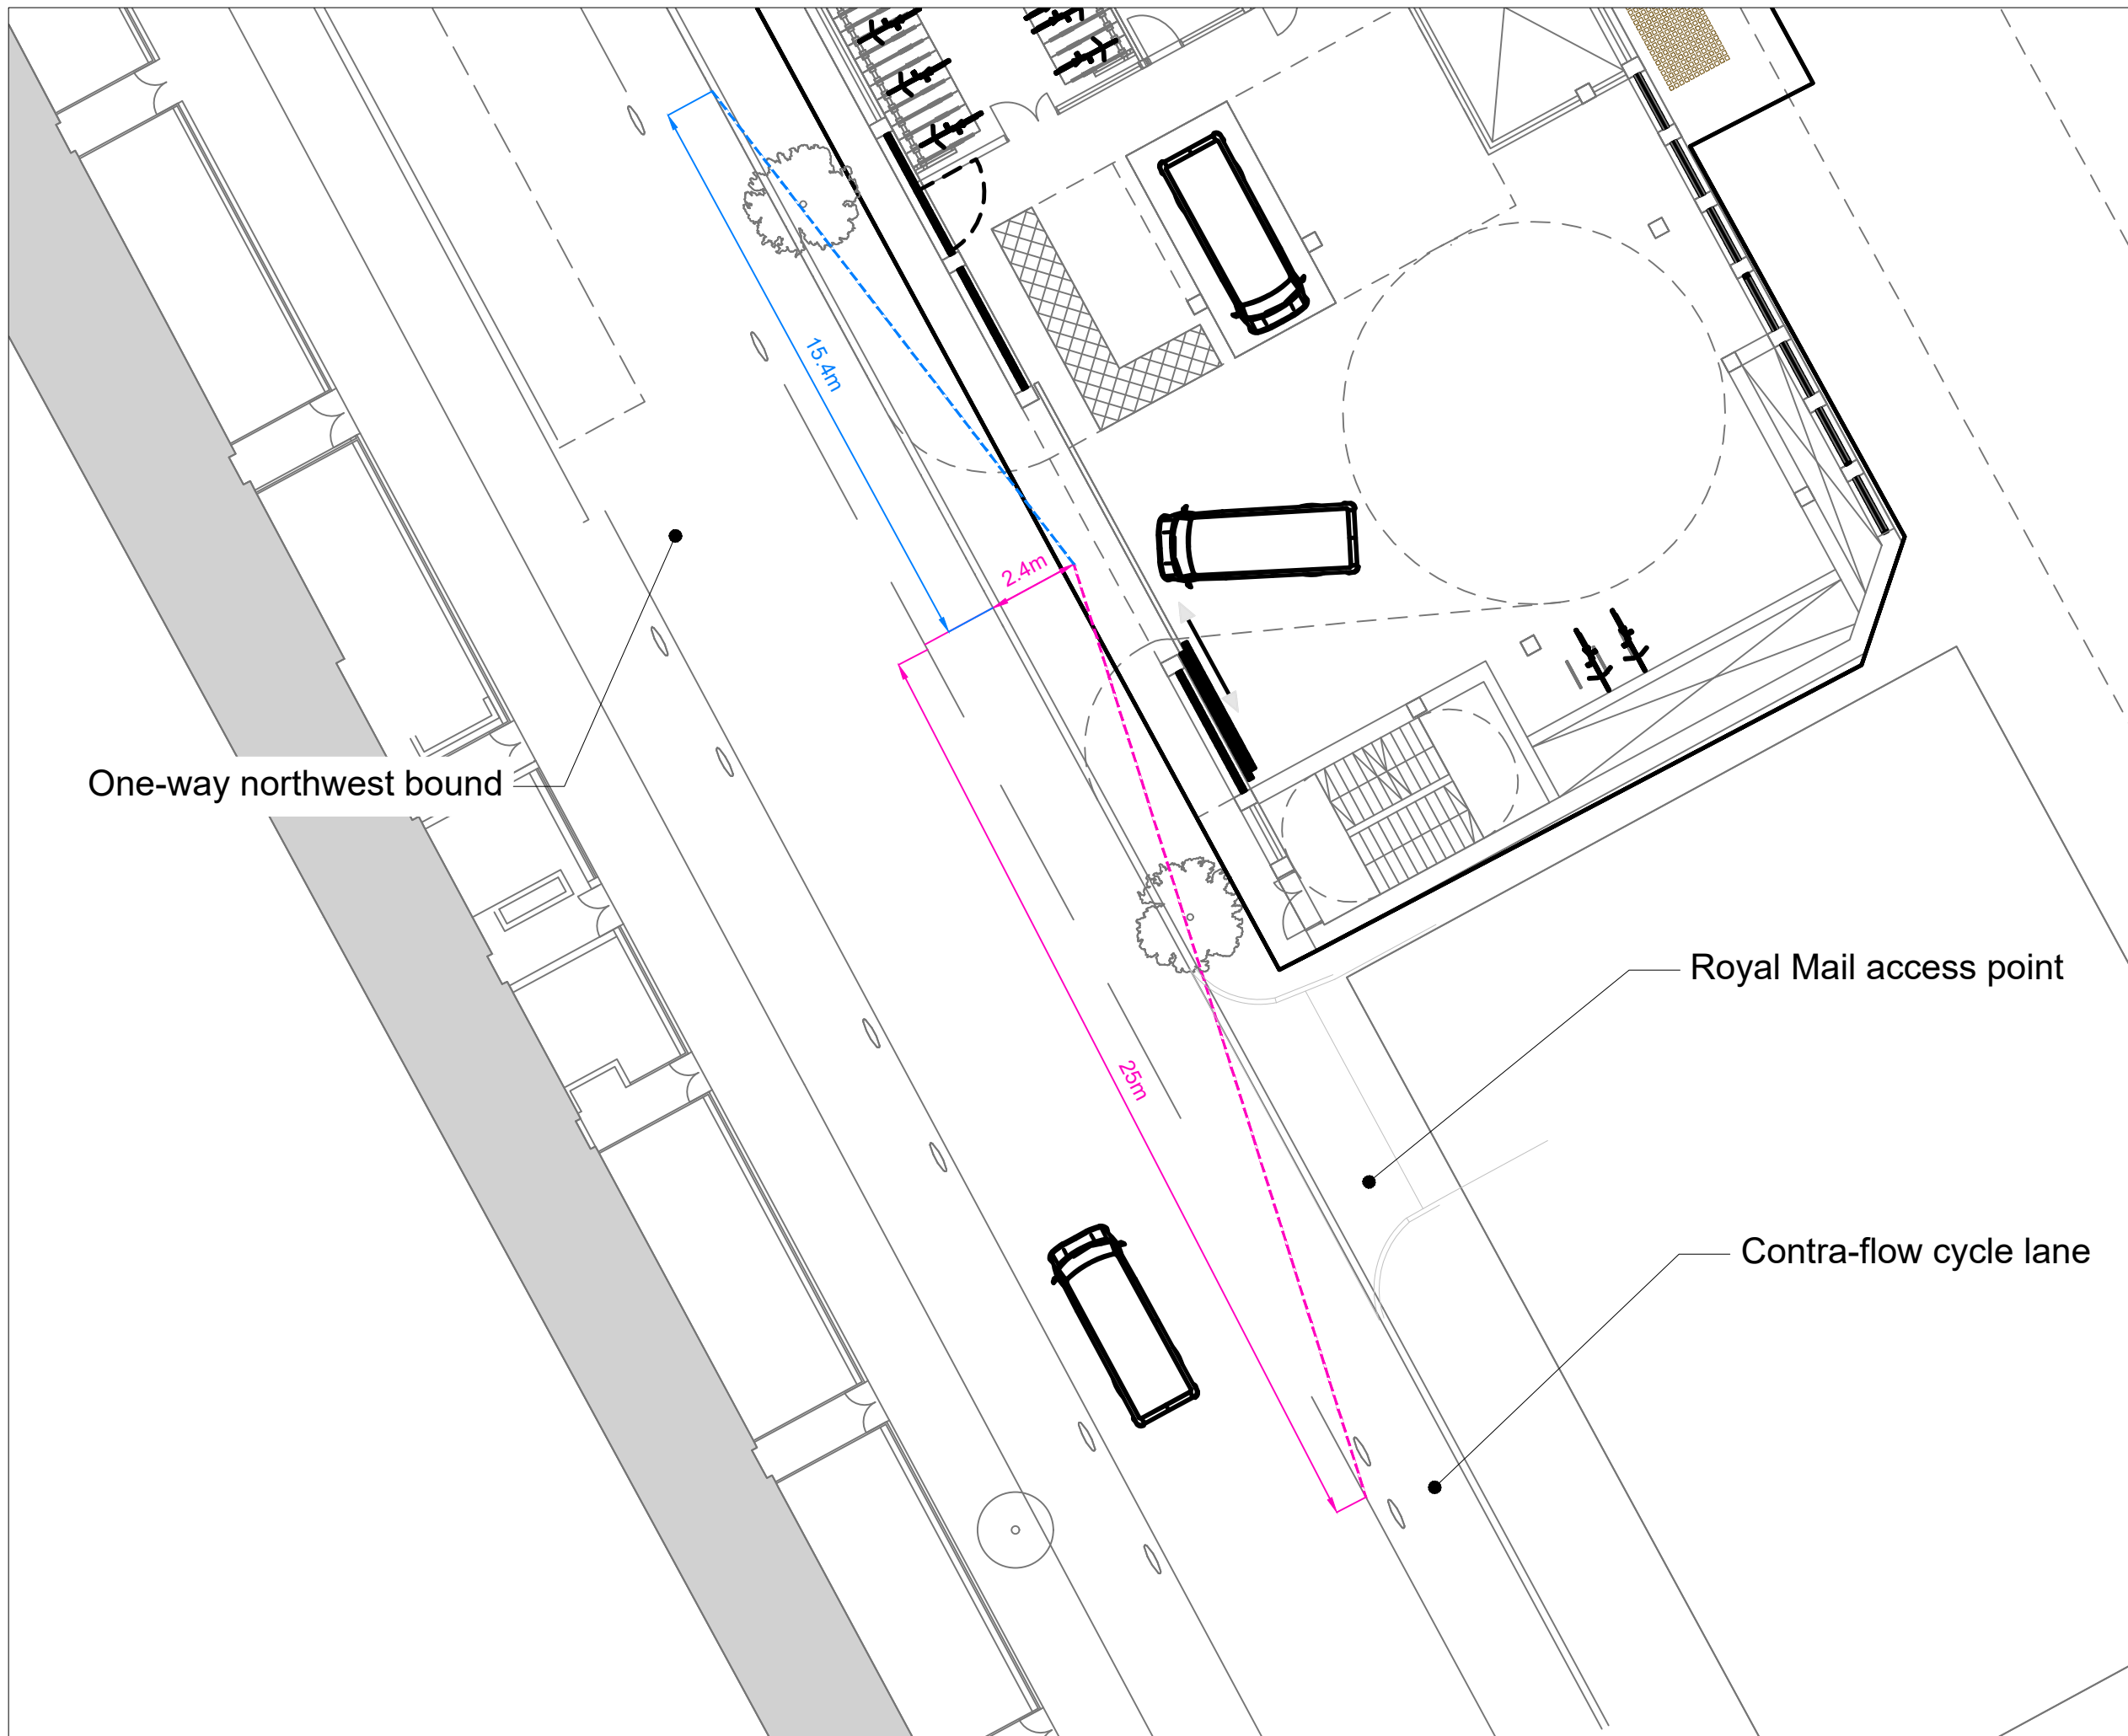 15.4m
2.4m
One-way northwest bound
Royal Mail access point
25m
Contra-flow cycle lane